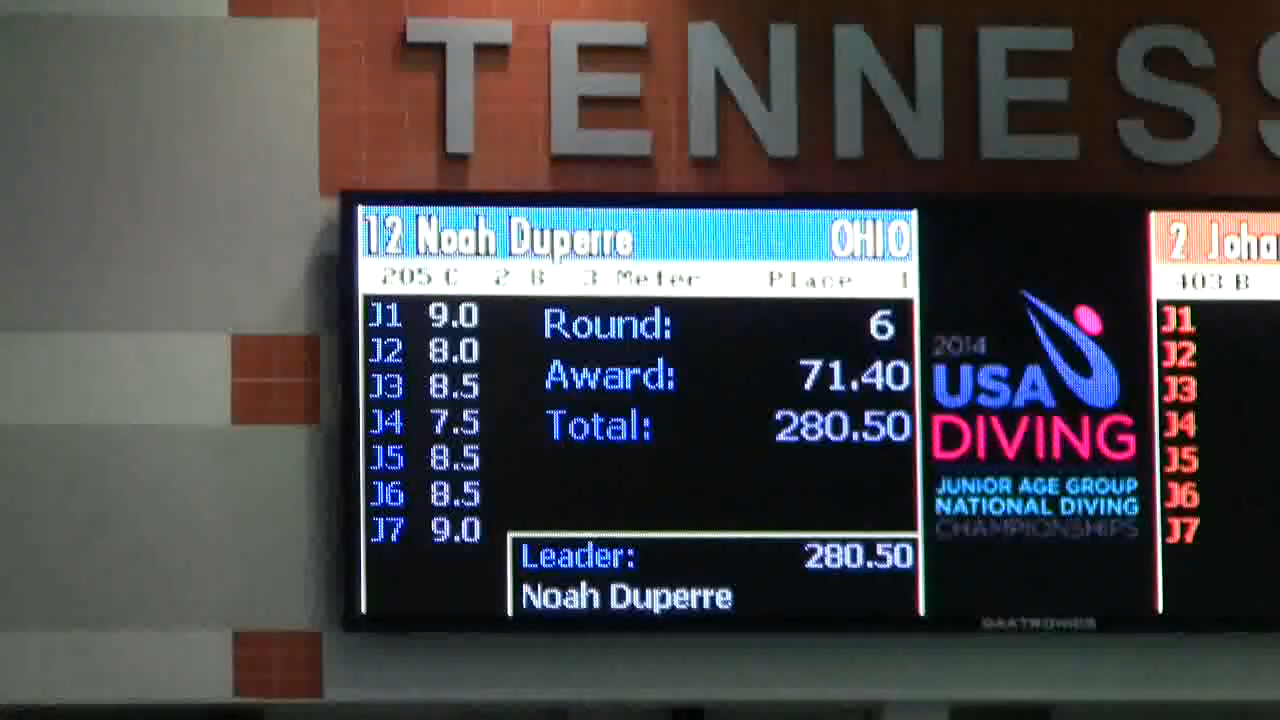 TENNESS
12 Noah Duperre OHIO
205 C 2 B 3 Meter Place 1
J1 9.0
J2 8.0
J3 8.5
J4 7.5
J5 8.5
J6 8.5
J7 9.0
Round: 6
Award: 71.40
Total: 280.50
Leader: 280.50
Noah Duperre
2014
USA
DIVING
JUNIOR AGE GROUP
NATIONAL DIVING
CHAMPIONSHIPS
DAKTRONICS
2 Joha
403 B
J1
J2
J3
J4
J5
J6
J7